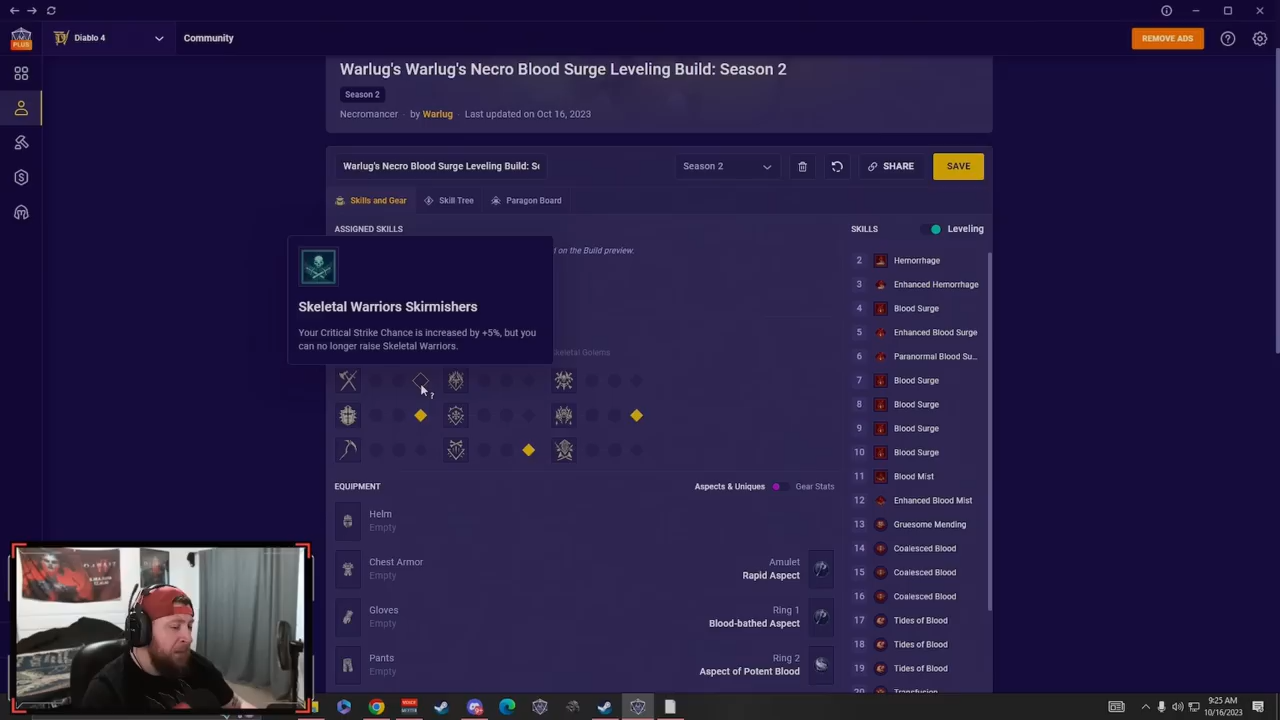 Diablo 4
Community
REMOVE ADS
PLUS
Warlug's Warlug's Necro Blood Surge Leveling Build: Season 2
Season 2
Necromancer · by Warlug · Last updated on Oct 16, 2023
Warlug's Necro Blood Surge Leveling Build: Se
Season 2
SHARE
SAVE
Skills and Gear
Skill Tree
Paragon Board
ASSIGNED SKILLS
d on the Build preview.
Skeletal Warriors Skirmishers
Your Critical Strike Chance is increased by +5%, but you
can no longer raise Skeletal Warriors.
keletal Golems
EQUIPMENT
Aspects & Uniques
Gear Stats
Helm
Empty
Chest Armor
Empty
Amulet
Rapid Aspect
Gloves
Empty
Ring 1
Blood-bathed Aspect
Pants
Empty
Ring 2
Aspect of Potent Blood
SKILLS
Leveling
2 Hemorrhage
3 Enhanced Hemorrhage
4 Blood Surge
5 Enhanced Blood Surge
6 Paranormal Blood Su...
7 Blood Surge
8 Blood Surge
9 Blood Surge
10 Blood Surge
11 Blood Mist
12 Enhanced Blood Mist
13 Gruesome Mending
14 Coalesced Blood
15 Coalesced Blood
16 Coalesced Blood
17 Tides of Blood
18 Tides of Blood
19 Tides of Blood
20 Transfusion
9:25 AM
10/16/2023